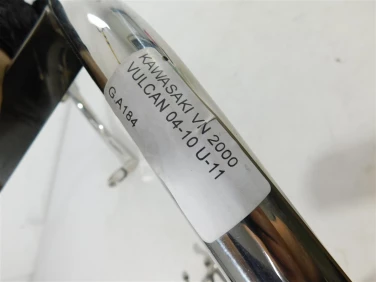 KAWASAKI VN 2000
VULCAN 04-10 U-11
G A184